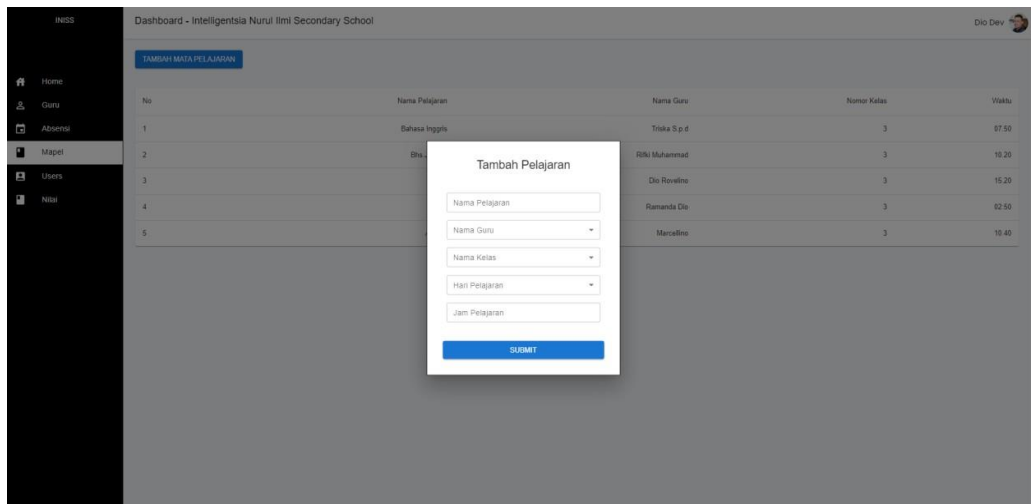 INISS
Dashboard - Intelligentsia Nurul Ilmi Secondary School
Dio Dev
TAMBAH MATA PELAJARAN
Home
Guru
Absensi
Mapel
Users
Nilai
No Nama Pelajaran Nama Guru Nomor Kelas Waktu
1 Bahasa Inggris Triska S.p.d 3 07:50
2 Bhs. Rifki Muhammad 3 10:20
3 Dio Roveline 3 15:20
4 Ramanda Dio 3 02:50
5 Marcellino 3 10:40
Tambah Pelajaran
Nama Pelajaran
Nama Guru
Nama Kelas
Hari Pelajaran
Jam Pelajaran
SUBMIT